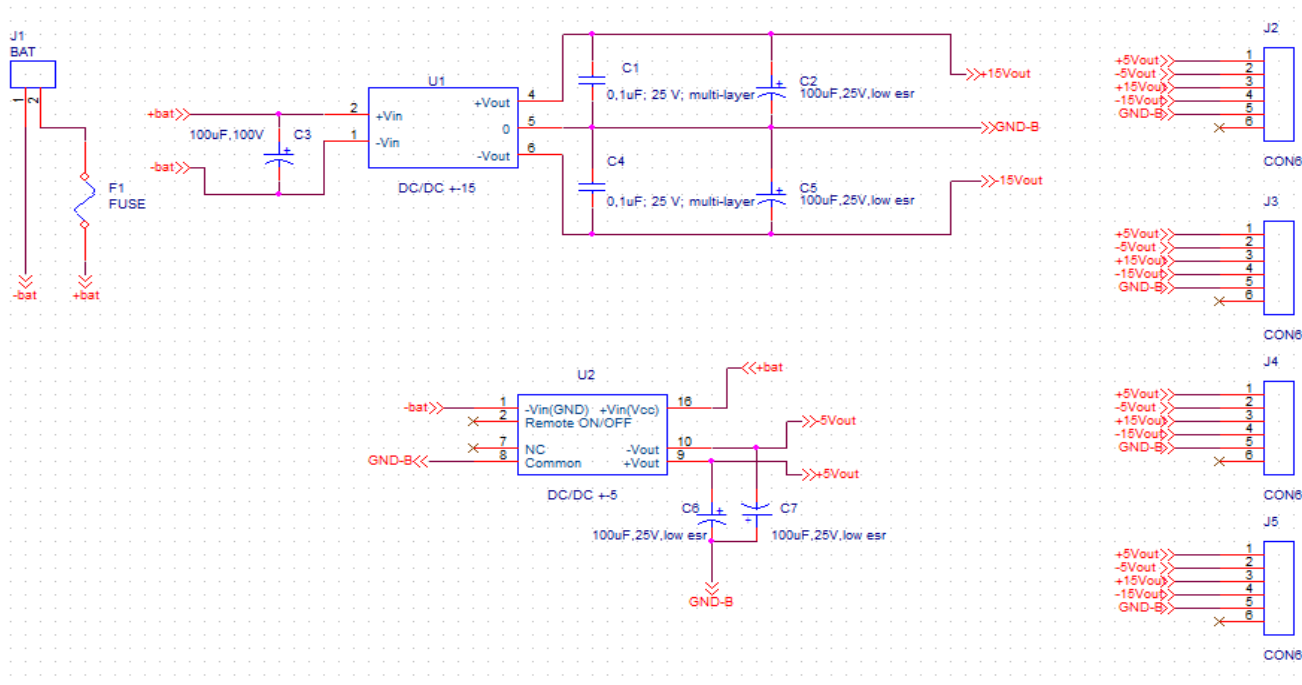 J1
BAT
1
2
F1
FUSE
-bat
+bat
+bat
-bat
100uF,100V
C3
U1
2
1
+Vin
-Vin
+Vout
0
-Vout
4
5
6
DC/DC +-15
C1
0,1uF; 25 V; multi-layer
C2
100uF,25V,low esr
C4
0,1uF; 25 V; multi-layer
C5
100uF,25V,low esr
+15Vout
GND-B
-15Vout
U2
-bat
GND-B
1
2
7
8
-Vin(GND) +Vin(Vcc)
Remote ON/OFF
NC
Common
-Vout
+Vout
16
10
9
DC/DC +-5
+bat
-5Vout
+5Vout
C6
100uF,25V,low esr
C7
100uF,25V,low esr
GND-B
J2
+5Vout 1
-5Vout 2
+15Vout 3
-15Vout 4
GND-B 5
6
CON6
J3
+5Vout 1
-5Vout 2
+15Vout 3
-15Vout 4
GND-B 5
6
CON6
J4
+5Vout 1
-5Vout 2
+15Vout 3
-15Vout 4
GND-B 5
6
CON6
J5
+5Vout 1
-5Vout 2
+15Vout 3
-15Vout 4
GND-B 5
6
CON6